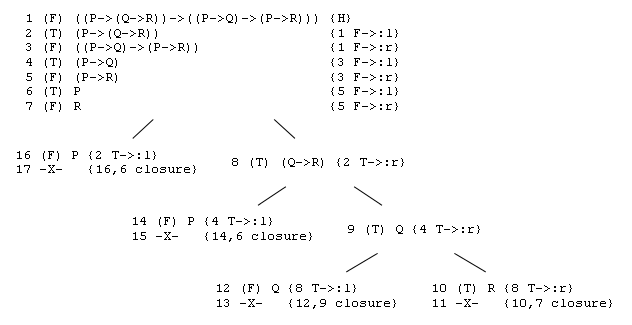 1 (F) ((P->(Q->R))->((P->Q)->(P->R))) {H}
2 (T) (P->(Q->R)) {1 F->:l}
3 (F) ((P->Q)->(P->R)) {1 F->:r}
4 (T) (P->Q) {3 F->:l}
5 (F) (P->R) {3 F->:r}
6 (T) P {5 F->:l}
7 (F) R {5 F->:r}
16 (F) P {2 T->:l}
17 -X- {16,6 closure}
8 (T) (Q->R) {2 T->:r}
14 (F) P {4 T->:l}
15 -X- {14,6 closure}
9 (T) Q {4 T->:r}
12 (F) Q {8 T->:l}
13 -X- {12,9 closure}
10 (T) R {8 T->:r}
11 -X- {10,7 closure}